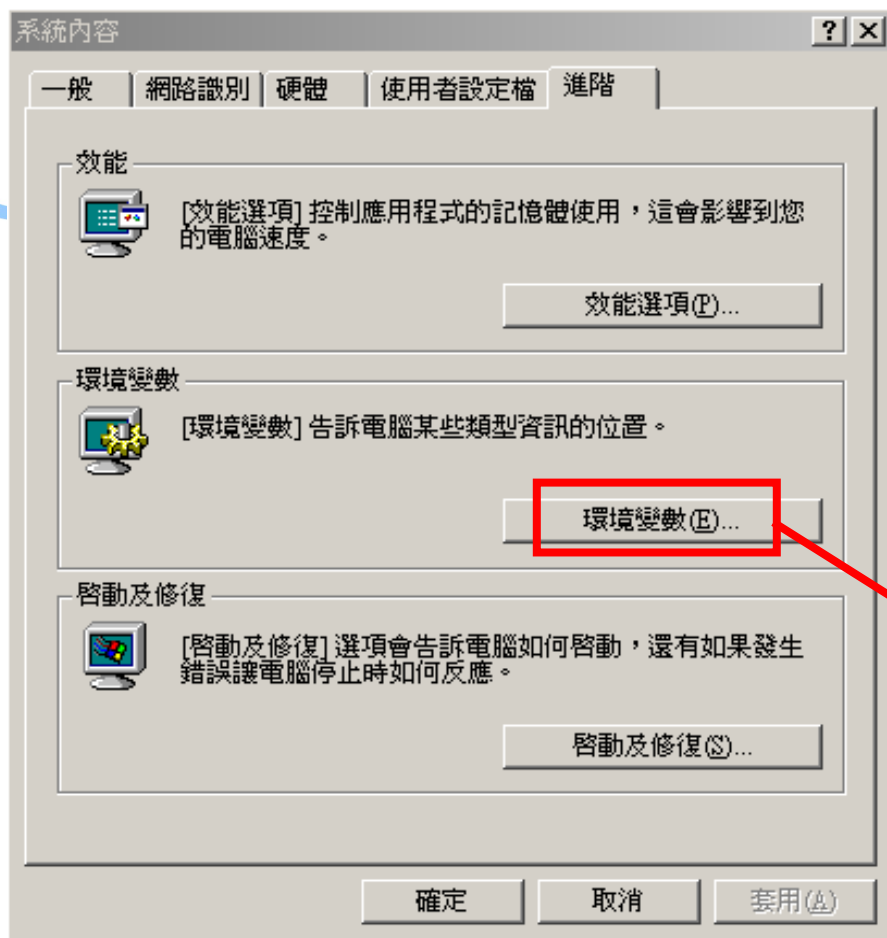 系統內容
一般 網路識別 硬體 使用者設定檔 進階
效能
[效能選項] 控制應用程式的記憶體使用，這會影響到您
的電腦速度。
效能選項(P)...
環境變數
[環境變數] 告訴電腦某些類型資訊的位置。
環境變數(E)...
啓動及修復
[啓動及修復] 選項會告訴電腦如何啓動，還有如果發生
錯誤讓電腦停止時如何反應。
啓動及修復(S)...
確定 取消 套用(A)